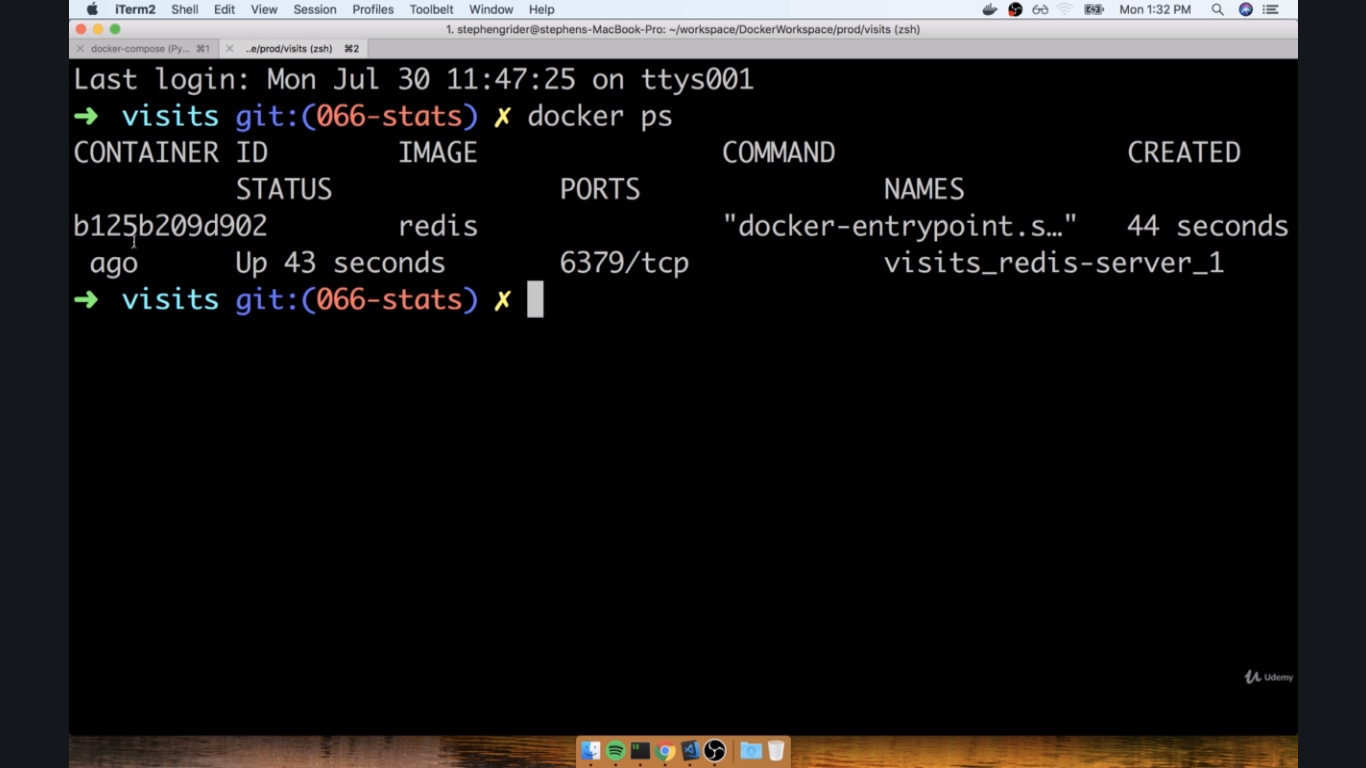 iTerm2 Shell Edit View Session Profiles Toolbelt Window Help Mon 1:32 PM
1. stephengrider@stephens-MacBook-Pro: ~/workspace/DockerWorkspace/prod/visits (zsh)
docker-compose (Py... ⌘1 ..e/prod/visits (zsh) ⌘2
Last login: Mon Jul 30 11:47:25 on ttys001
➜ visits git:(066-stats) ✗ docker ps
CONTAINER ID IMAGE COMMAND CREATED
STATUS PORTS NAMES
b125b209d902 redis "docker-entrypoint.s…" 44 seconds
ago Up 43 seconds 6379/tcp visits_redis-server_1
➜ visits git:(066-stats) ✗
Udemy